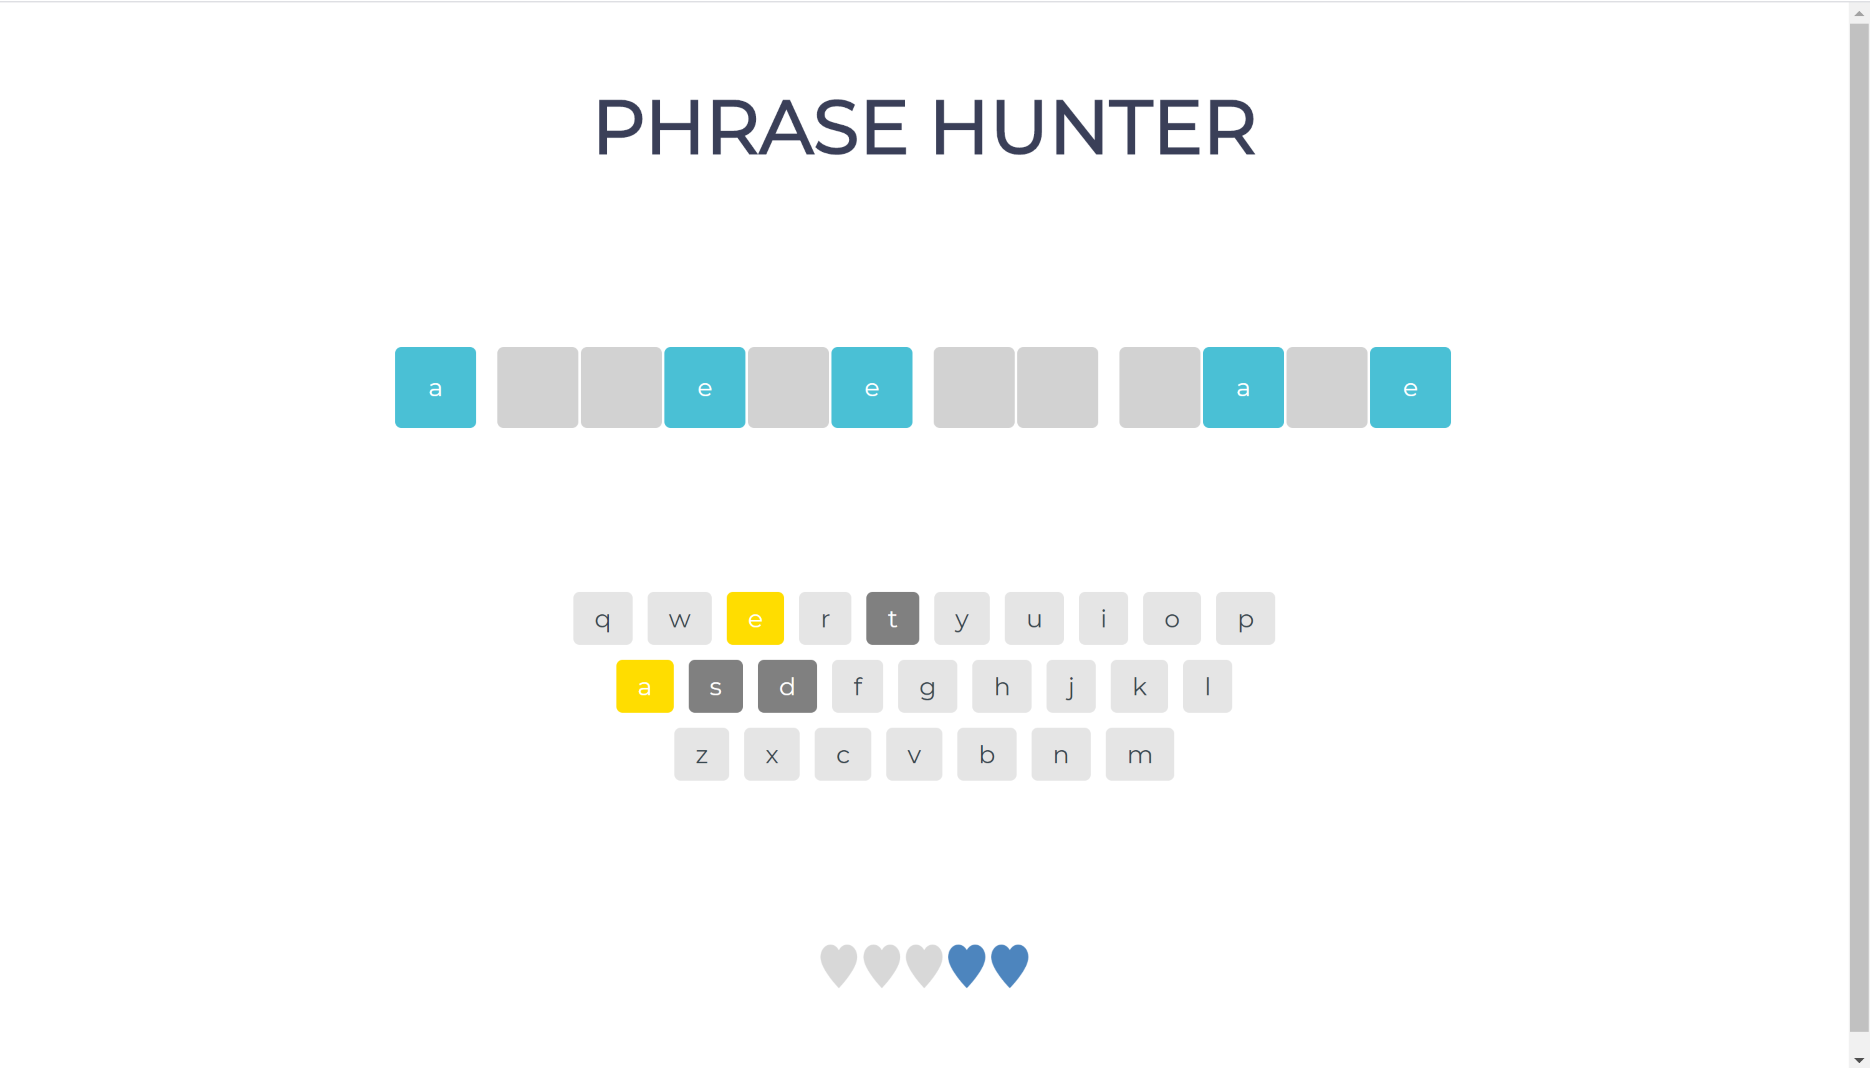 PHRASE HUNTER
a e e a e
q w e r t y u i o p
a s d f g h j k l
z x c v b n m